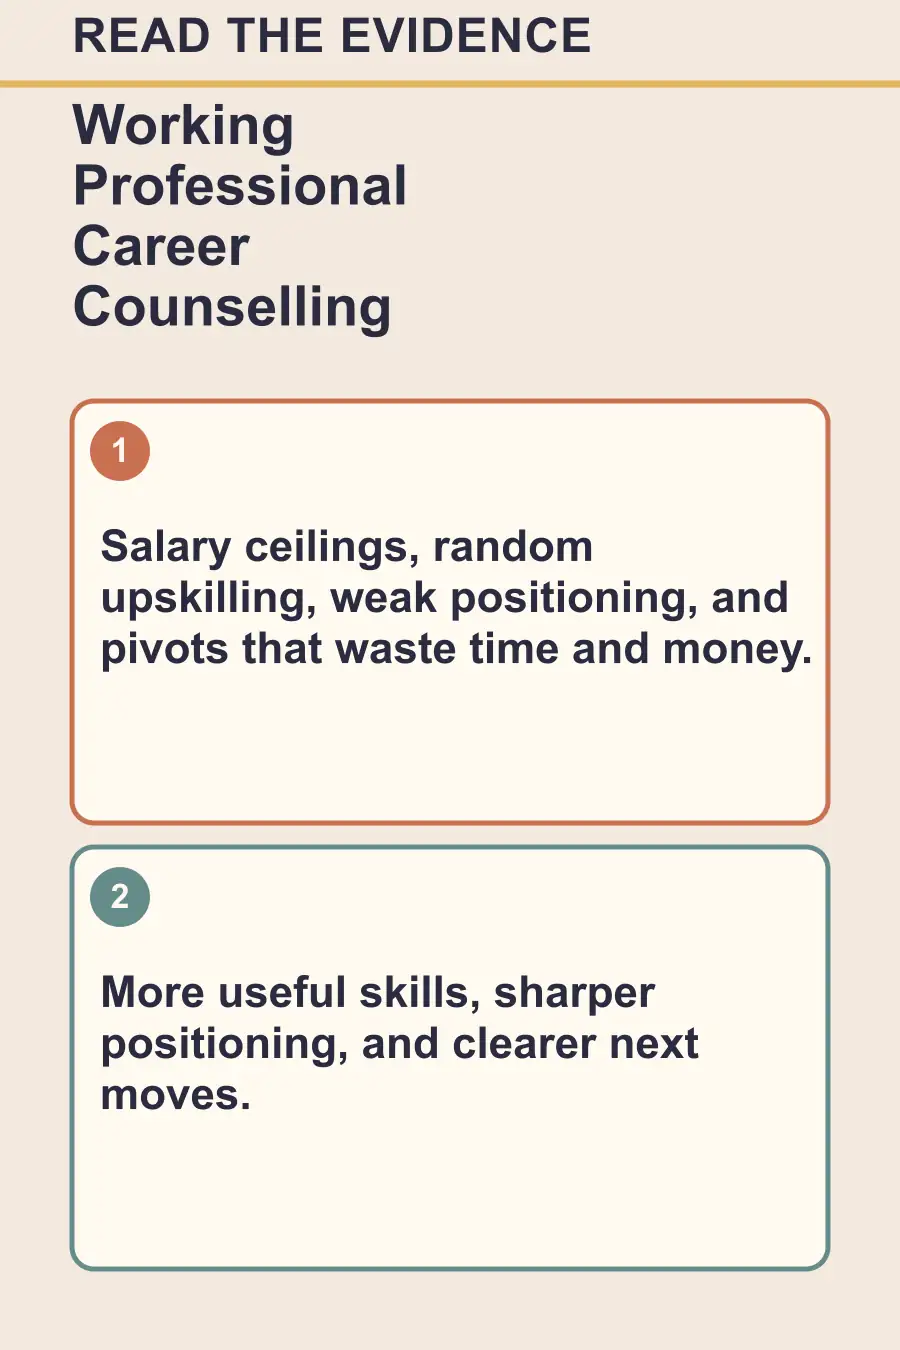 READ THE EVIDENCE
Working
Professional
Career
Counselling
1
Salary ceilings, random
upskilling, weak positioning, and
pivots that waste time and money.
2
More useful skills, sharper
positioning, and clearer next
moves.